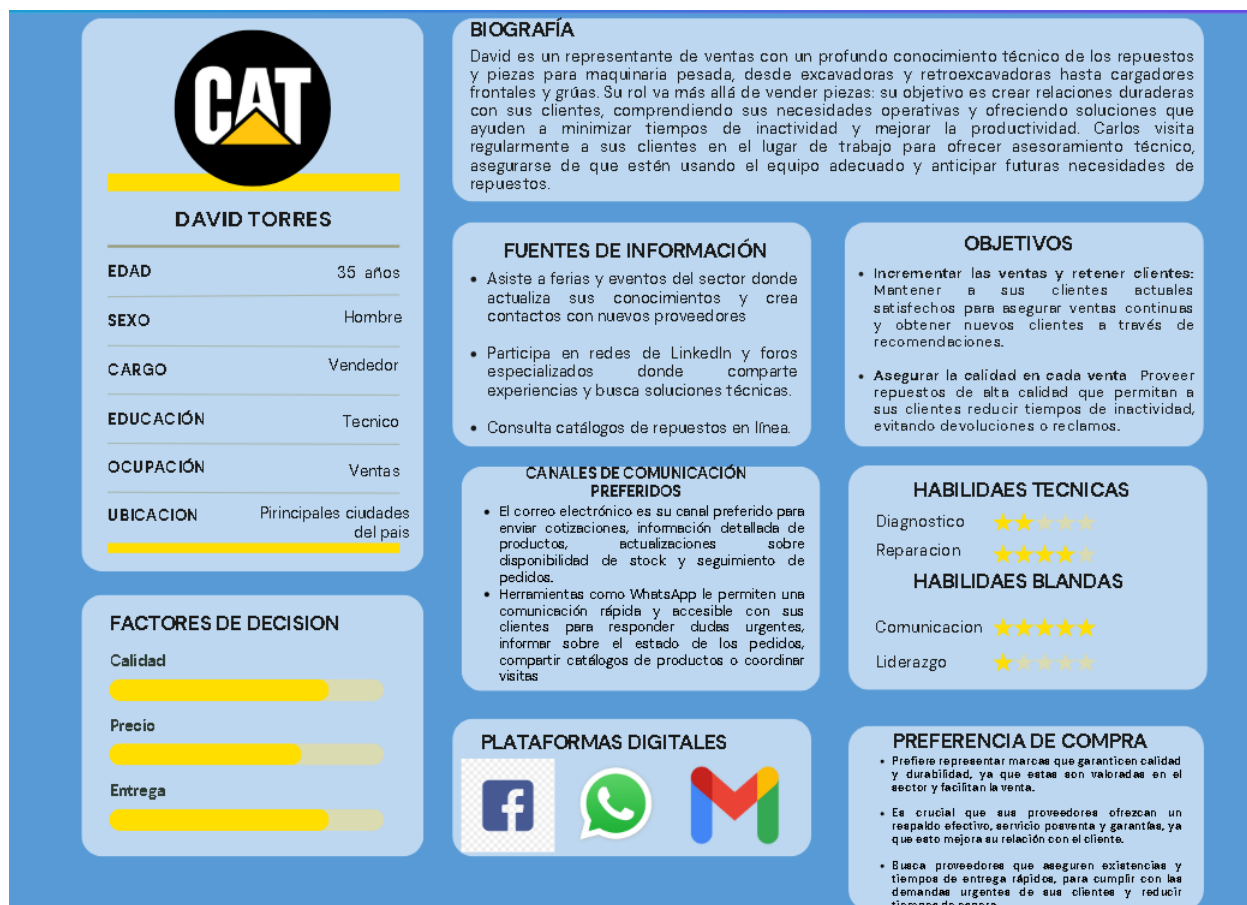 CAT
DAVID TORRES
EDAD 35 años
SEXO Hombre
CARGO Vendedor
EDUCACIÓN Tecnico
OCUPACIÓN Ventas
UBICACION Pirincipales ciudades
del pais
FACTORES DE DECISION
Calidad
Precio
Entrega
BIOGRAFÍA
David es un representante de ventas con un profundo conocimiento técnico de los repuestos
y piezas para maquinaria pesada, desde excavadoras y retroexcavadoras hasta cargadores
frontales y grúas. Su rol va más allá de vender piezas: su objetivo es crear relaciones duraderas
con sus clientes, comprendiendo sus necesidades operativas y ofreciendo soluciones que
ayuden a minimizar tiempos de inactividad y mejorar la productividad. Carlos visita
regularmente a sus clientes en el lugar de trabajo para ofrecer asesoramiento técnico,
asegurarse de que estén usando el equipo adecuado y anticipar futuras necesidades de
repuestos.
FUENTES DE INFORMACIÓN
• Asiste a ferias y eventos del sector donde
actualiza sus conocimientos y crea
contactos con nuevos proveedores
• Participa en redes de LinkedIn y foros
especializados donde comparte
experiencias y busca soluciones técnicas.
• Consulta catálogos de repuestos en línea.
OBJETIVOS
• Incrementar las ventas y retener clientes:
Mantener a sus clientes actuales
satisfechos para asegurar ventas continuas
y obtener nuevos clientes a través de
recomendaciones.
• Asegurar la calidad en cada venta Proveer
repuestos de alta calidad que permitan a
sus clientes reducir tiempos de inactividad,
evitando devoluciones o reclamos.
CANALES DE COMUNICACIÓN
PREFERIDOS
• El correo electrónico es su canal preferido para
enviar cotizaciones, información detallada de
productos, actualizaciones sobre
disponibilidad de stock y seguimiento de
pedidos.
• Herramientas como WhatsApp le permiten una
comunicación rápida y accesible con sus
clientes para responder dudas urgentes,
informar sobre el estado de los pedidos,
compartir catálogos de productos o coordinar
visitas
HABILIDAES TECNICAS
Diagnostico
Reparacion
HABILIDAES BLANDAS
Comunicacion
Liderazgo
PLATAFORMAS DIGITALES
PREFERENCIA DE COMPRA
• Prefiere representar marcas que garanticen calidad
y durabilidad, ya que estas son valoradas en el
sector y facilitan la venta.
• Es crucial que sus proveedores ofrezcan un
respaldo efectivo, servicio posventa y garantías, ya
que esto mejora su relación con el cliente.
• Busca proveedores que aseguren existencias y
tiempos de entrega rápidos, para cumplir con las
demandas urgentes de sus clientes y reducir